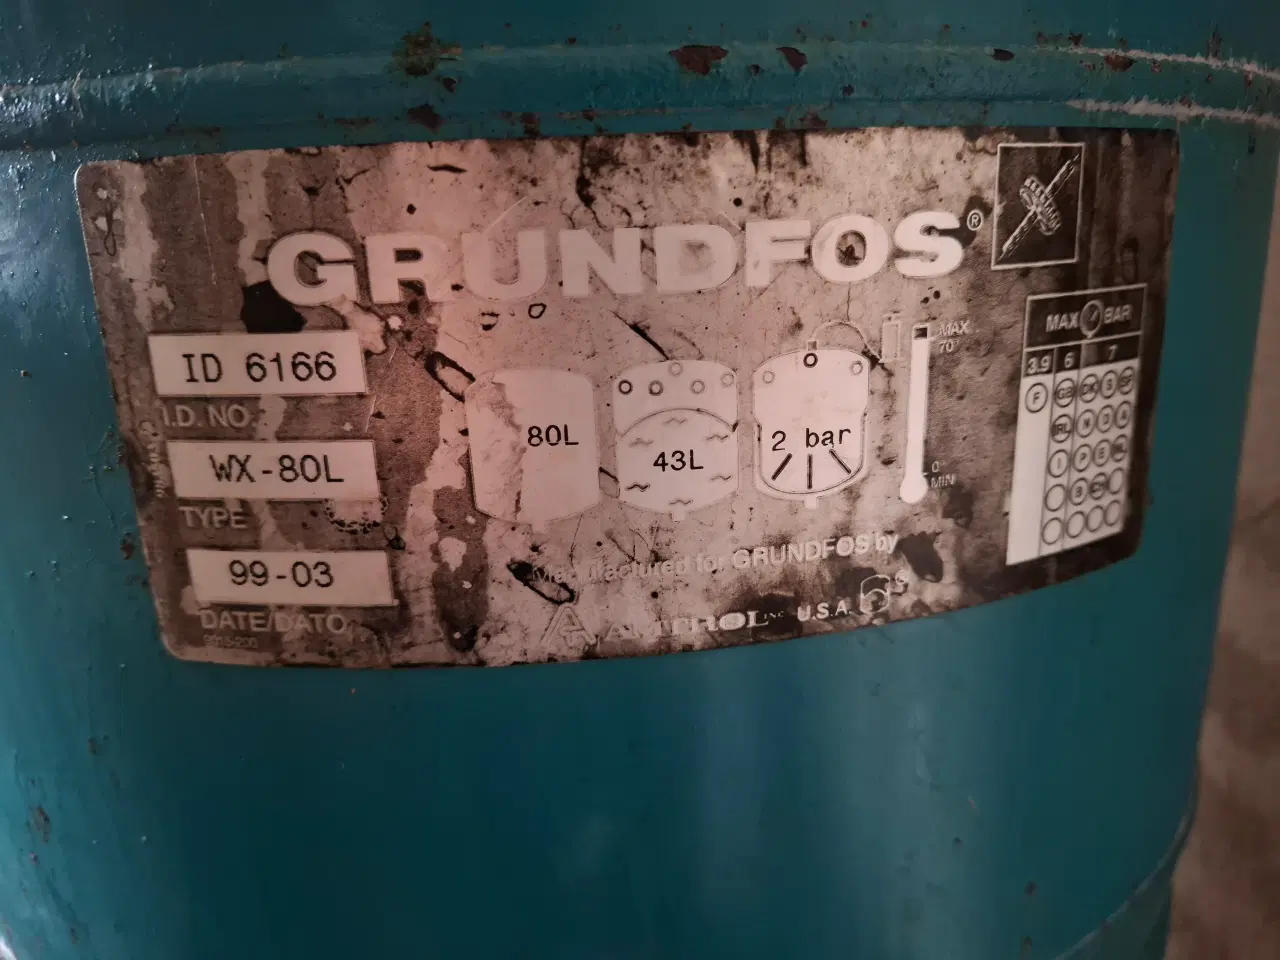 GRUNDFOS®
ID 6166
I.D. NO.
WX-80L
TYPE
99-03
DATE/DATO
80L
43L
2 bar
MAX
70°
0°
MIN
MAX BAR
3.9 6 7
F
Manufactured for GRUNDFOS by
AMTROL INC U.S.A.